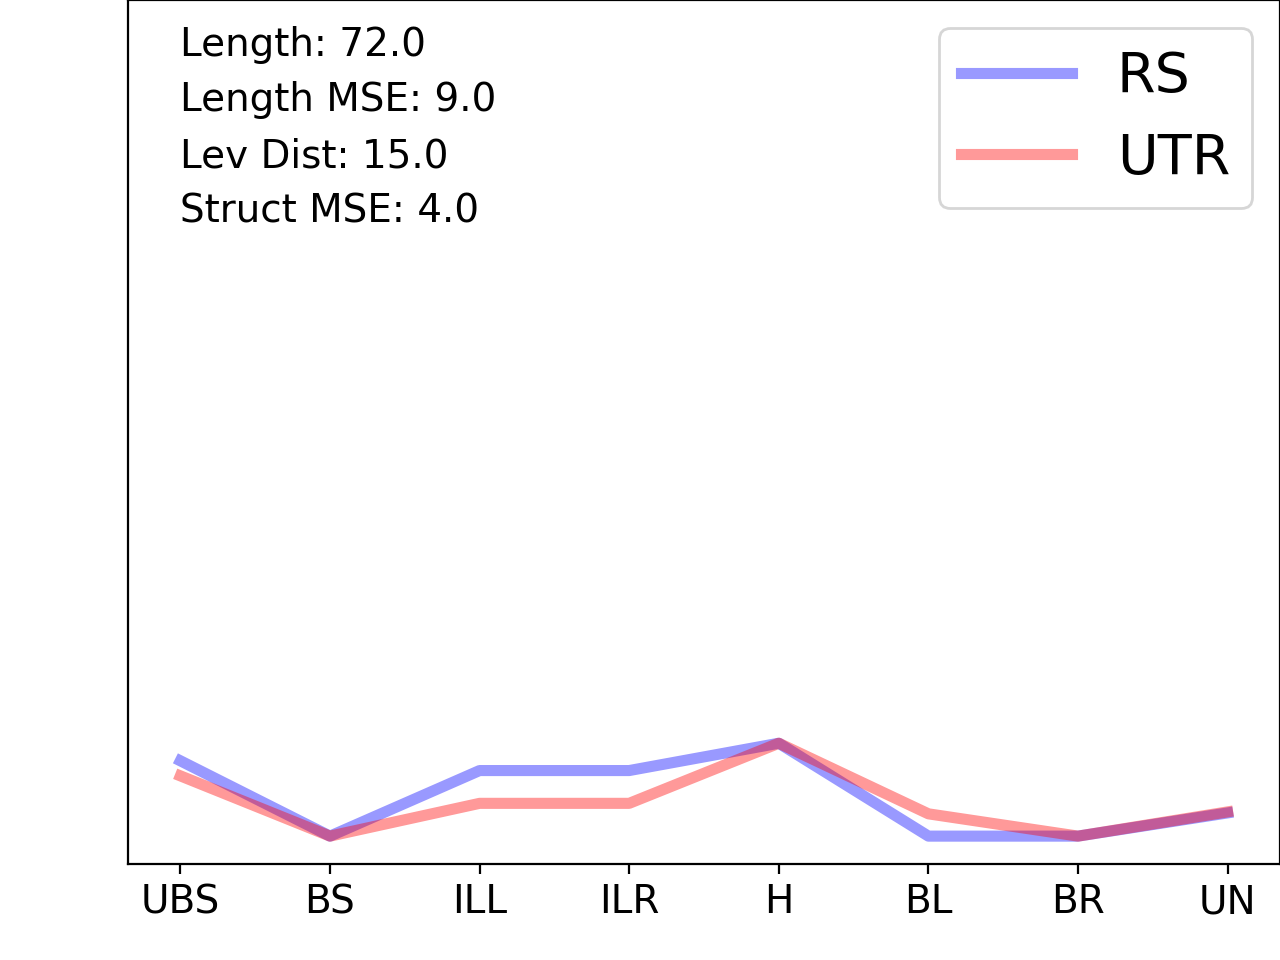 Length: 72.0
Length MSE: 9.0
Lev Dist: 15.0
Struct MSE: 4.0
RS
UTR
UBS BS ILL ILR H BL BR UN